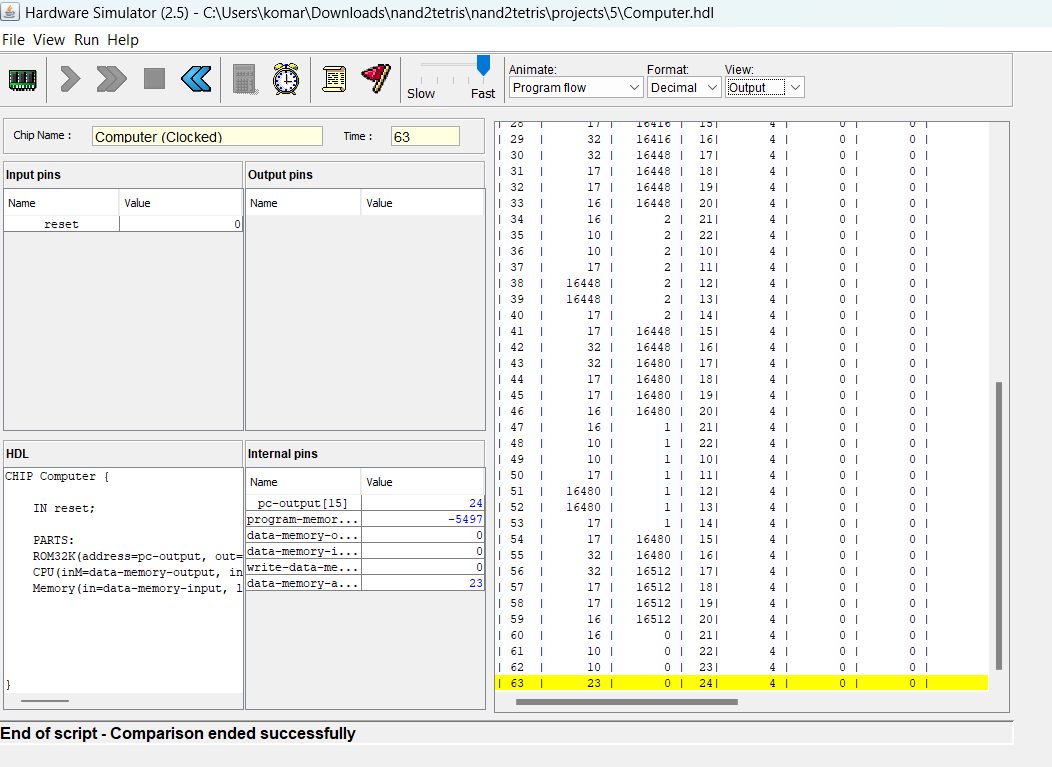 Hardware Simulator (2.5) - C:\Users\komar\Downloads\nand2tetris\nand2tetris\projects\5\Computer.hdl
File View Run Help
Slow Fast
Animate: Format: View:
Program flow Decimal Output
Chip Name : Computer (Clocked) Time : 63
Input pins
Name Value
reset 0
Output pins
Name Value
HDL
CHIP Computer {
IN reset;
PARTS:
ROM32K(address=pc-output, out=
CPU(inM=data-memory-output, in
Memory(in=data-memory-input, l
}
Internal pins
Name Value
pc-output[15] 24
program-memor... -5497
data-memory-o... 0
data-memory-i... 0
write-data-me... 0
data-memory-a... 23
| 28 | 17 | 16416 | 15| 4 | 0 | 0 |
| 29 | 32 | 16416 | 16| 4 | 0 | 0 |
| 30 | 32 | 16448 | 17| 4 | 0 | 0 |
| 31 | 17 | 16448 | 18| 4 | 0 | 0 |
| 32 | 17 | 16448 | 19| 4 | 0 | 0 |
| 33 | 16 | 16448 | 20| 4 | 0 | 0 |
| 34 | 16 | 2 | 21| 4 | 0 | 0 |
| 35 | 10 | 2 | 22| 4 | 0 | 0 |
| 36 | 10 | 2 | 10| 4 | 0 | 0 |
| 37 | 17 | 2 | 11| 4 | 0 | 0 |
| 38 | 16448 | 2 | 12| 4 | 0 | 0 |
| 39 | 16448 | 2 | 13| 4 | 0 | 0 |
| 40 | 17 | 2 | 14| 4 | 0 | 0 |
| 41 | 17 | 16448 | 15| 4 | 0 | 0 |
| 42 | 32 | 16448 | 16| 4 | 0 | 0 |
| 43 | 32 | 16480 | 17| 4 | 0 | 0 |
| 44 | 17 | 16480 | 18| 4 | 0 | 0 |
| 45 | 17 | 16480 | 19| 4 | 0 | 0 |
| 46 | 16 | 16480 | 20| 4 | 0 | 0 |
| 47 | 16 | 1 | 21| 4 | 0 | 0 |
| 48 | 10 | 1 | 22| 4 | 0 | 0 |
| 49 | 10 | 1 | 10| 4 | 0 | 0 |
| 50 | 17 | 1 | 11| 4 | 0 | 0 |
| 51 | 16480 | 1 | 12| 4 | 0 | 0 |
| 52 | 16480 | 1 | 13| 4 | 0 | 0 |
| 53 | 17 | 1 | 14| 4 | 0 | 0 |
| 54 | 17 | 16480 | 15| 4 | 0 | 0 |
| 55 | 32 | 16480 | 16| 4 | 0 | 0 |
| 56 | 32 | 16512 | 17| 4 | 0 | 0 |
| 57 | 17 | 16512 | 18| 4 | 0 | 0 |
| 58 | 17 | 16512 | 19| 4 | 0 | 0 |
| 59 | 16 | 16512 | 20| 4 | 0 | 0 |
| 60 | 16 | 0 | 21| 4 | 0 | 0 |
| 61 | 10 | 0 | 22| 4 | 0 | 0 |
| 62 | 10 | 0 | 23| 4 | 0 | 0 |
| 63 | 23 | 0 | 24| 4 | 0 | 0 |
End of script - Comparison ended successfully